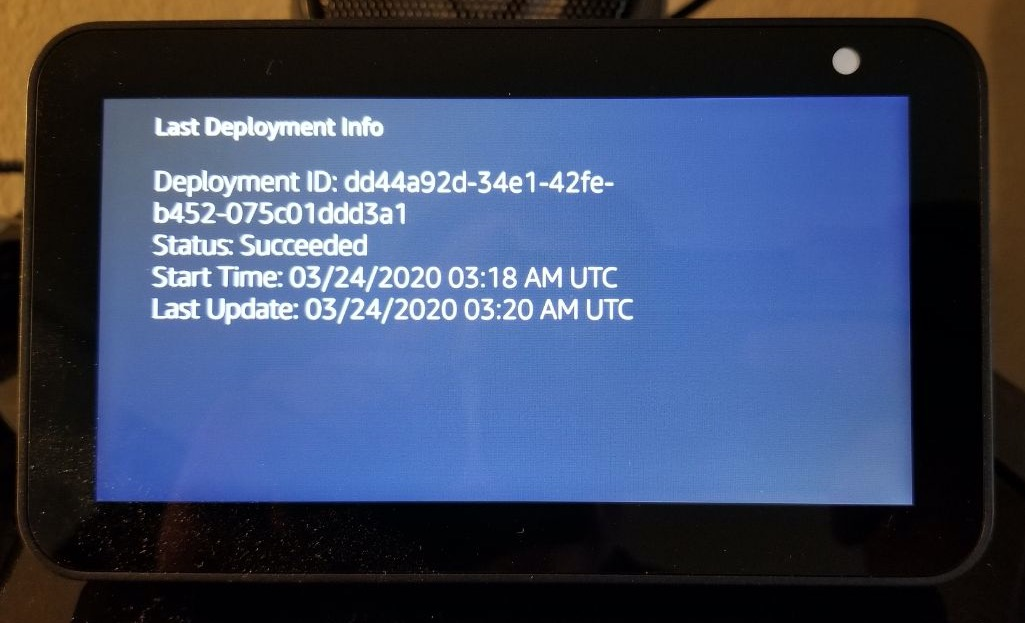 Last Deployment Info
Deployment ID: dd44a92d-34e1-42fe-
b452-075c01ddd3a1
Status: Succeeded
Start Time: 03/24/2020 03:18 AM UTC
Last Update: 03/24/2020 03:20 AM UTC